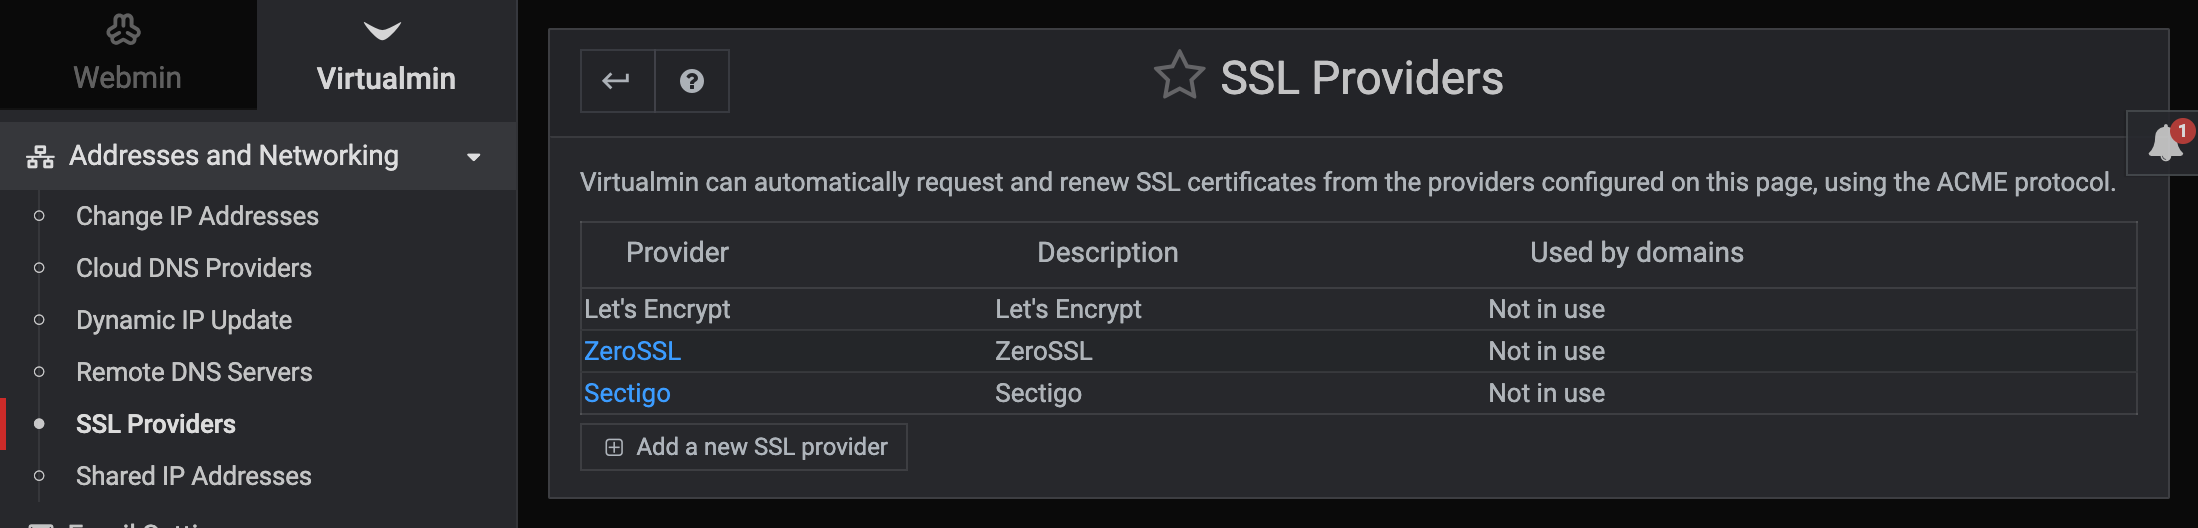 Webmin
Virtualmin
Addresses and Networking
Change IP Addresses
Cloud DNS Providers
Dynamic IP Update
Remote DNS Servers
SSL Providers
Shared IP Addresses
SSL Providers
1
Virtualmin can automatically request and renew SSL certificates from the providers configured on this page, using the ACME protocol.
Provider Description Used by domains
Let's Encrypt Let's Encrypt Not in use
ZeroSSL ZeroSSL Not in use
Sectigo Sectigo Not in use
Add a new SSL provider